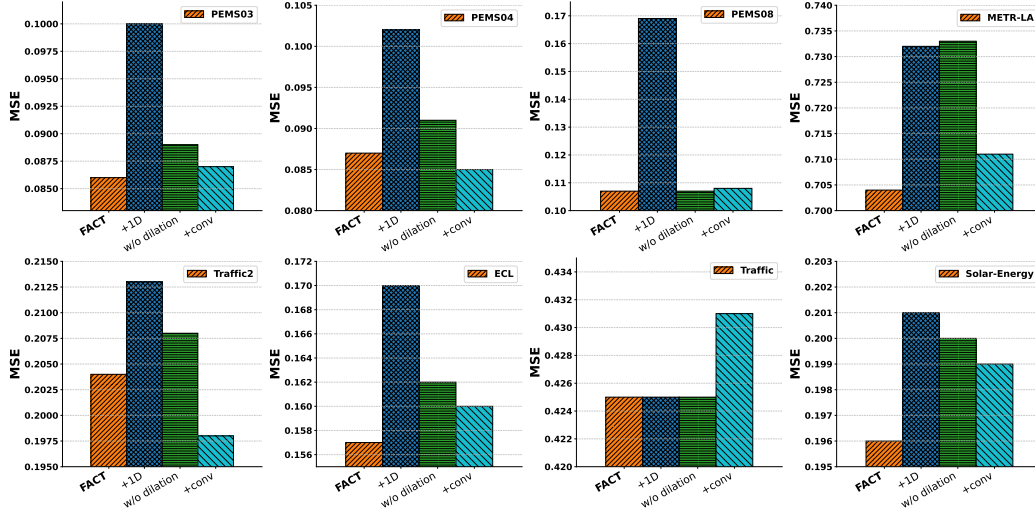 PEMS03
0.1000
0.0975
0.0950
0.0925
0.0900
0.0875
0.0850
MSE
FACT
+1D
w/o dilation
+conv
PEMS04
0.105
0.100
0.095
0.090
0.085
0.080
MSE
FACT
+1D
w/o dilation
+conv
PEMS08
0.17
0.16
0.15
0.14
0.13
0.12
0.11
0.10
MSE
FACT
+1D
w/o dilation
+conv
METR-LA
0.740
0.735
0.730
0.725
0.720
0.715
0.710
0.705
0.700
MSE
FACT
+1D
w/o dilation
+conv
Traffic2
0.2150
0.2125
0.2100
0.2075
0.2050
0.2025
0.2000
0.1975
0.1950
MSE
FACT
+1D
w/o dilation
+conv
ECL
0.172
0.170
0.168
0.166
0.164
0.162
0.160
0.158
0.156
MSE
FACT
+1D
w/o dilation
+conv
Traffic
0.434
0.432
0.430
0.428
0.426
0.424
0.422
0.420
MSE
FACT
+1D
w/o dilation
+conv
Solar-Energy
0.203
0.202
0.201
0.200
0.199
0.198
0.197
0.196
0.195
MSE
FACT
+1D
w/o dilation
+conv